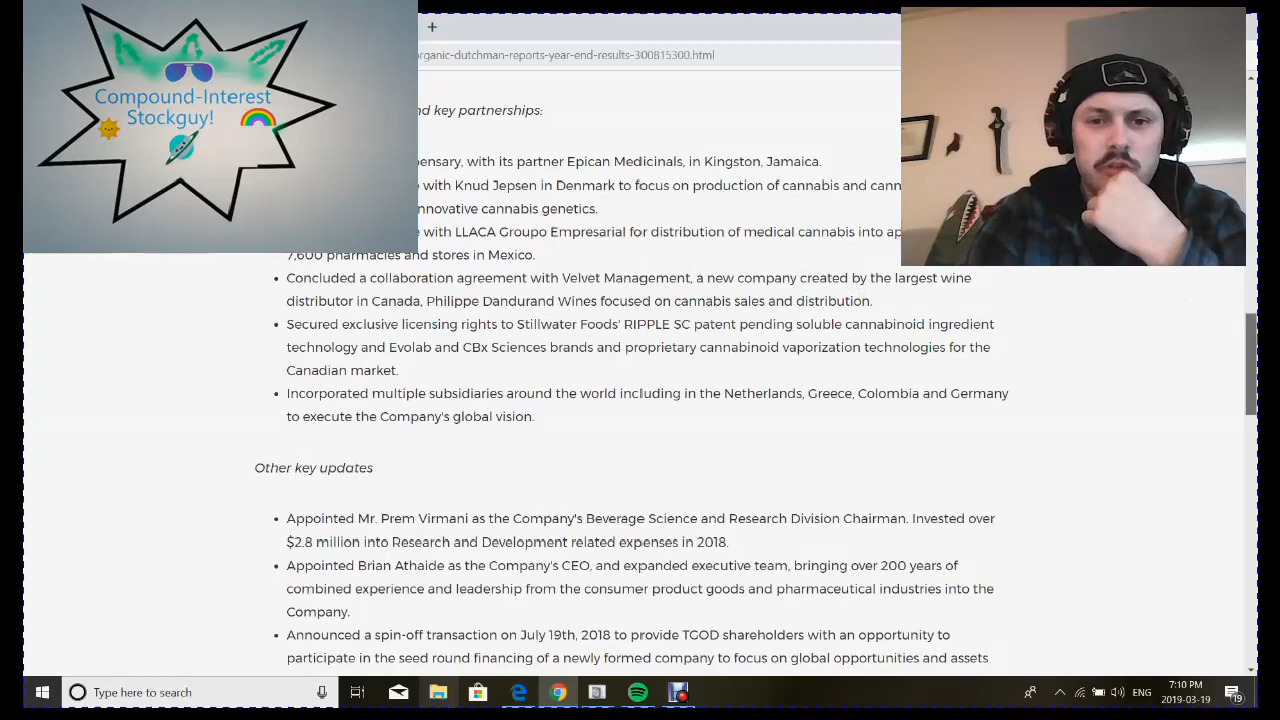 Compound-Interest
Stockguy!
organic-dutchman-reports-year-end-results-300815300.html
nd key partnerships:
pensary, with its partner Epican Medicinals, in Kingston, Jamaica.
with Knud Jepsen in Denmark to focus on production of cannabis and cann
nnovative cannabis genetics.
with LLACA Groupo Empresarial for distribution of medical cannabis into ap
7,600 pharmacies and stores in Mexico.
• Concluded a collaboration agreement with Velvet Management, a new company created by the largest wine
distributor in Canada, Philippe Dandurand Wines focused on cannabis sales and distribution.
• Secured exclusive licensing rights to Stillwater Foods' RIPPLE SC patent pending soluble cannabinoid ingredient
technology and Evolab and CBx Sciences brands and proprietary cannabinoid vaporization technologies for the
Canadian market.
• Incorporated multiple subsidiaries around the world including in the Netherlands, Greece, Colombia and Germany
to execute the Company's global vision.
Other key updates
• Appointed Mr. Prem Virmani as the Company's Beverage Science and Research Division Chairman. Invested over
$2.8 million into Research and Development related expenses in 2018.
• Appointed Brian Athaide as the Company's CEO, and expanded executive team, bringing over 200 years of
combined experience and leadership from the consumer product goods and pharmaceutical industries into the
Company.
• Announced a spin-off transaction on July 19th, 2018 to provide TGOD shareholders with an opportunity to
participate in the seed round financing of a newly formed company to focus on global opportunities and assets
Type here to search
ENG
7:10 PM
2019-03-19
19